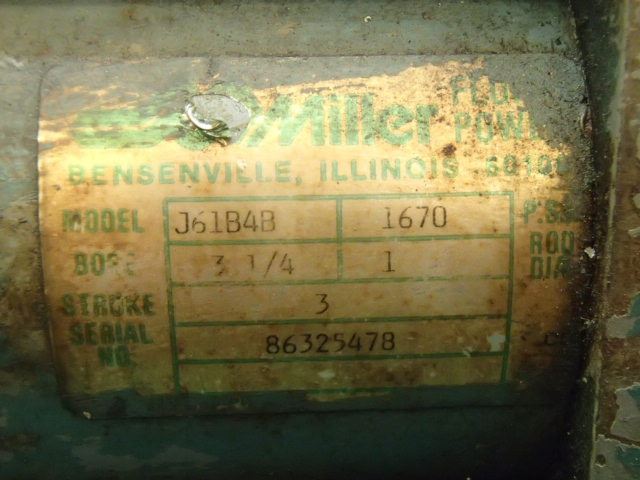 Miller FLUID
POWER
BENSENVILLE, ILLINOIS 60106
MODEL J61B4B 1670 P.S.I.
BORE 3 1/4 1 ROD DIA.
STROKE 3
SERIAL NO. 86325478